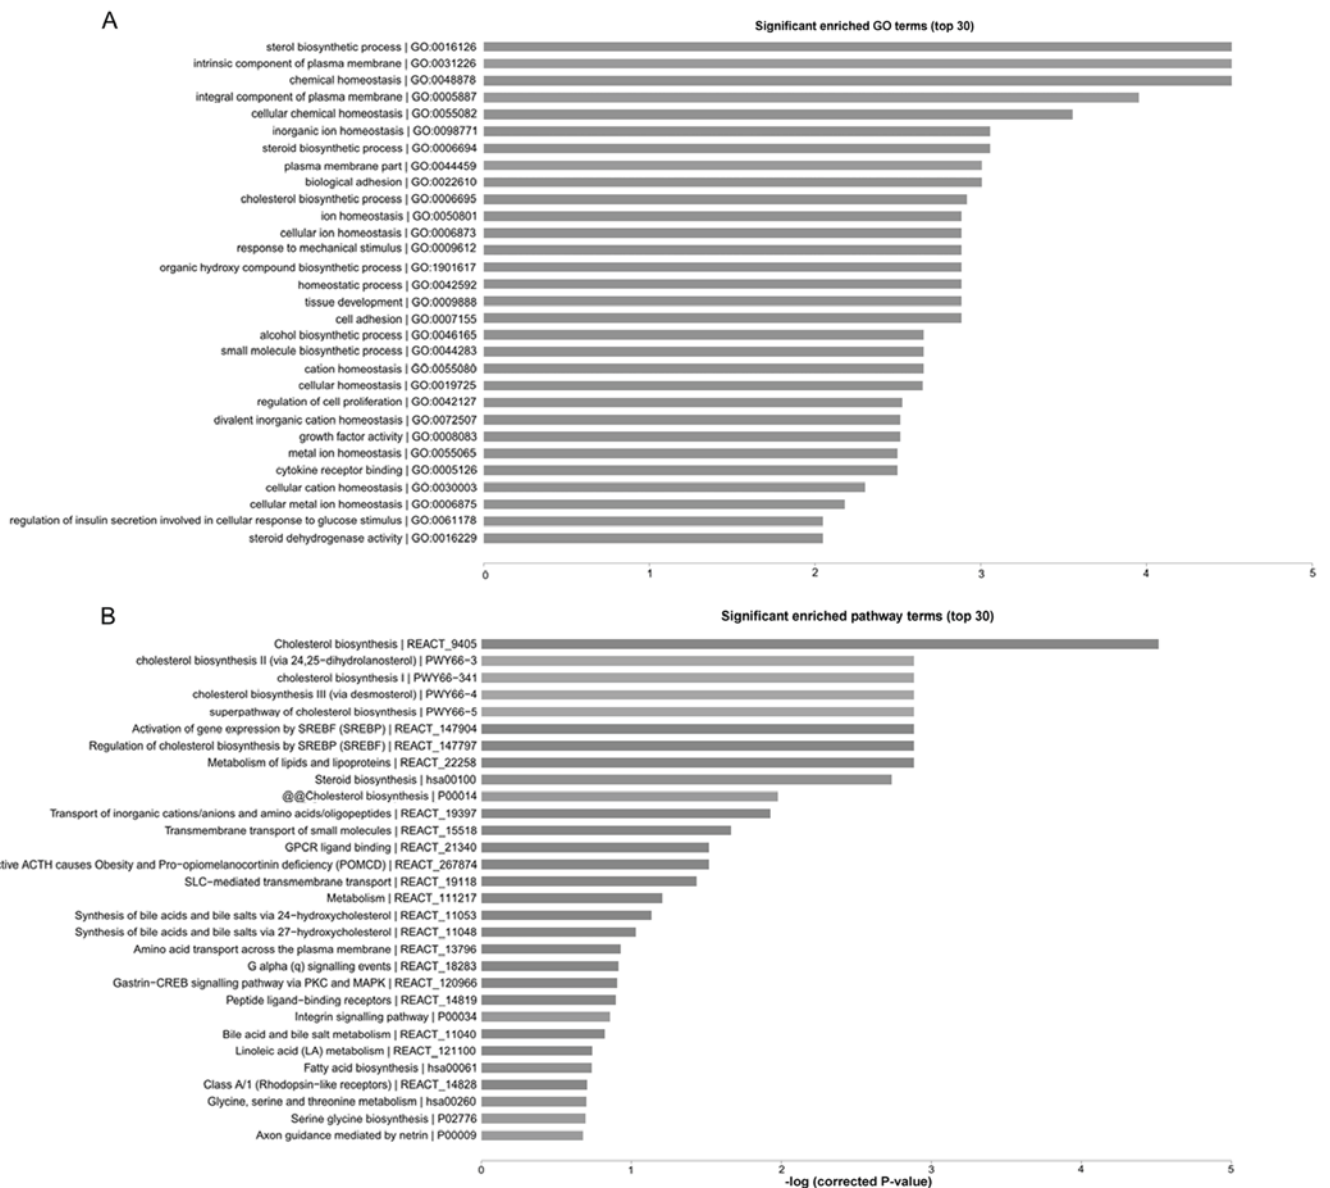 A
Significant enriched GO terms (top 30)
sterol biosynthetic process | GO:0016126
intrinsic component of plasma membrane | GO:0031226
chemical homeostasis | GO:0048878
integral component of plasma membrane | GO:0005887
cellular chemical homeostasis | GO:0055082
inorganic ion homeostasis | GO:0098771
steroid biosynthetic process | GO:0006694
plasma membrane part | GO:0044459
biological adhesion | GO:0022610
cholesterol biosynthetic process | GO:0006695
ion homeostasis | GO:0050801
cellular ion homeostasis | GO:0006873
response to mechanical stimulus | GO:0009612
organic hydroxy compound biosynthetic process | GO:1901617
homeostatic process | GO:0042592
tissue development | GO:0009888
cell adhesion | GO:0007155
alcohol biosynthetic process | GO:0046165
small molecule biosynthetic process | GO:0044283
cation homeostasis | GO:0055080
cellular homeostasis | GO:0019725
regulation of cell proliferation | GO:0042127
divalent inorganic cation homeostasis | GO:0072507
growth factor activity | GO:0008083
metal ion homeostasis | GO:0055065
cytokine receptor binding | GO:0005126
cellular cation homeostasis | GO:0030003
cellular metal ion homeostasis | GO:0006875
regulation of insulin secretion involved in cellular response to glucose stimulus | GO:0061178
steroid dehydrogenase activity | GO:0016229
0 1 2 3 4 5
B
Significant enriched pathway terms (top 30)
Cholesterol biosynthesis | REACT_9405
cholesterol biosynthesis II (via 24,25−dihydrolanosterol) | PWY66−3
cholesterol biosynthesis I | PWY66−341
cholesterol biosynthesis III (via desmosterol) | PWY66−4
superpathway of cholesterol biosynthesis | PWY66−5
Activation of gene expression by SREBF (SREBP) | REACT_147904
Regulation of cholesterol biosynthesis by SREBP (SREBF) | REACT_147797
Metabolism of lipids and lipoproteins | REACT_22258
Steroid biosynthesis | hsa00100
@@Cholesterol biosynthesis | P00014
Transport of inorganic cations/anions and amino acids/oligopeptides | REACT_19397
Transmembrane transport of small molecules | REACT_15518
GPCR ligand binding | REACT_21340
ctive ACTH causes Obesity and Pro−opiomelanocortinin deficiency (POMCD) | REACT_267874
SLC−mediated transmembrane transport | REACT_19118
Metabolism | REACT_111217
Synthesis of bile acids and bile salts via 24−hydroxycholesterol | REACT_11053
Synthesis of bile acids and bile salts via 27−hydroxycholesterol | REACT_11048
Amino acid transport across the plasma membrane | REACT_13796
G alpha (q) signalling events | REACT_18283
Gastrin−CREB signalling pathway via PKC and MAPK | REACT_120966
Peptide ligand−binding receptors | REACT_14819
Integrin signalling pathway | P00034
Bile acid and bile salt metabolism | REACT_11040
Linoleic acid (LA) metabolism | REACT_121100
Fatty acid biosynthesis | hsa00061
Class A/1 (Rhodopsin−like receptors) | REACT_14828
Glycine, serine and threonine metabolism | hsa00260
Serine glycine biosynthesis | P02776
Axon guidance mediated by netrin | P00009
0 1 2 3 4 5
-log (corrected P-value)